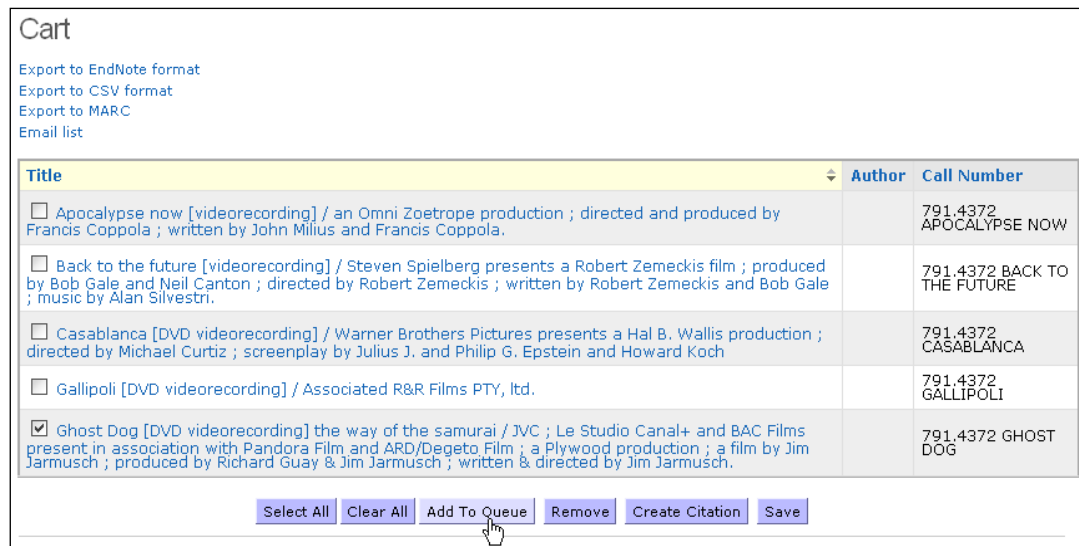 Cart
Export to EndNote format
Export to CSV format
Export to MARC
Email list
Title Author Call Number
Apocalypse now [videorecording] / an Omni Zoetrope production ; directed and produced by
Francis Coppola ; written by John Milius and Francis Coppola.
791.4372
APOCALYPSE NOW
Back to the future [videorecording] / Steven Spielberg presents a Robert Zemeckis film ; produced
by Bob Gale and Neil Canton ; directed by Robert Zemeckis ; written by Robert Zemeckis and Bob Gale
; music by Alan Silvestri.
791.4372 BACK TO
THE FUTURE
Casablanca [DVD videorecording] / Warner Brothers Pictures presents a Hal B. Wallis production ;
directed by Michael Curtiz ; screenplay by Julius J. and Philip G. Epstein and Howard Koch
791.4372
CASABLANCA
Gallipoli [DVD videorecording] / Associated R&R Films PTY, ltd.
791.4372
GALLIPOLI
Ghost Dog [DVD videorecording] the way of the samurai / JVC ; Le Studio Canal+ and BAC Films
present in association with Pandora Film and ARD/Degeto Film ; a Plywood production ; a film by Jim
Jarmusch ; produced by Richard Guay & Jim Jarmusch ; written & directed by Jim Jarmusch.
791.4372 GHOST
DOG
Select All Clear All Add To Queue Remove Create Citation Save